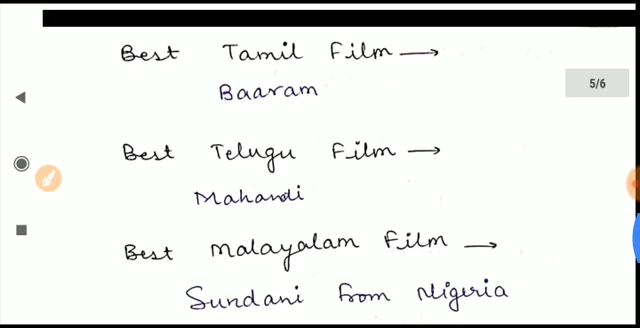 Best Tamil Film →
Baaram
5/6
Best Telugu Film →
Mahandi
Best Malayalam Film →
Sundani from Nigeria